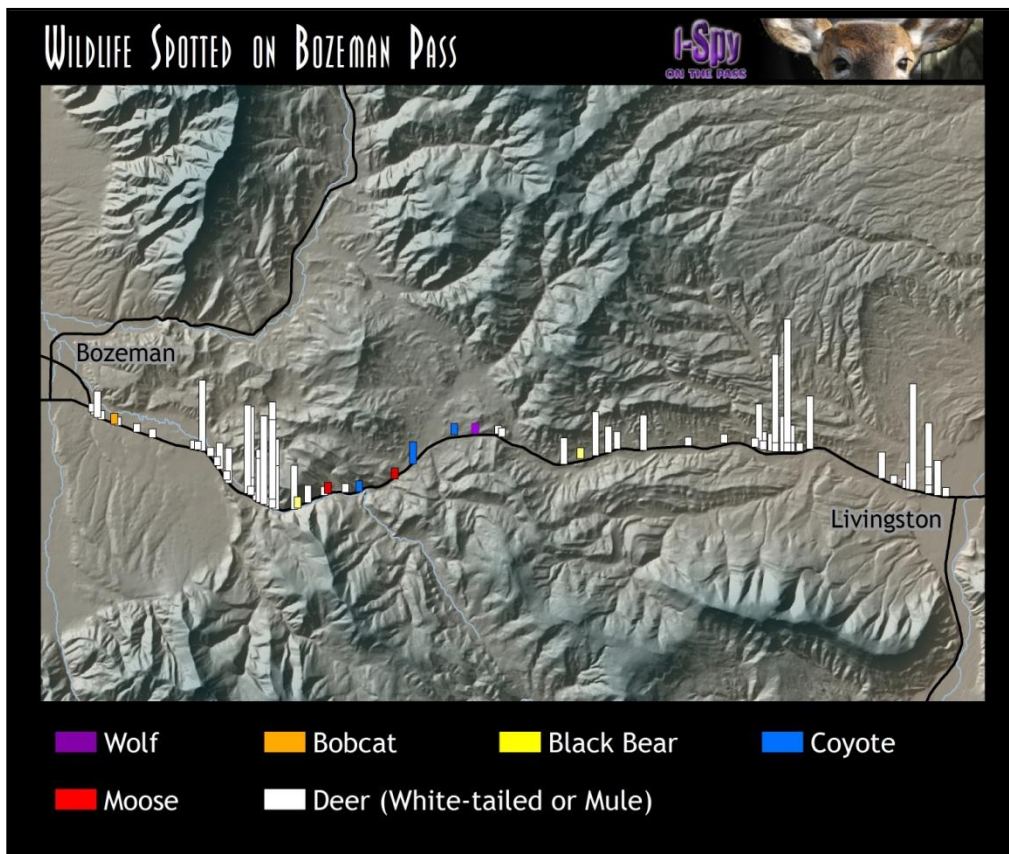 Wildlife Spotted on Bozeman Pass
I-Spy
ON THE PASS
Bozeman
Livingston
Wolf
Bobcat
Black Bear
Coyote
Moose
Deer (White-tailed or Mule)